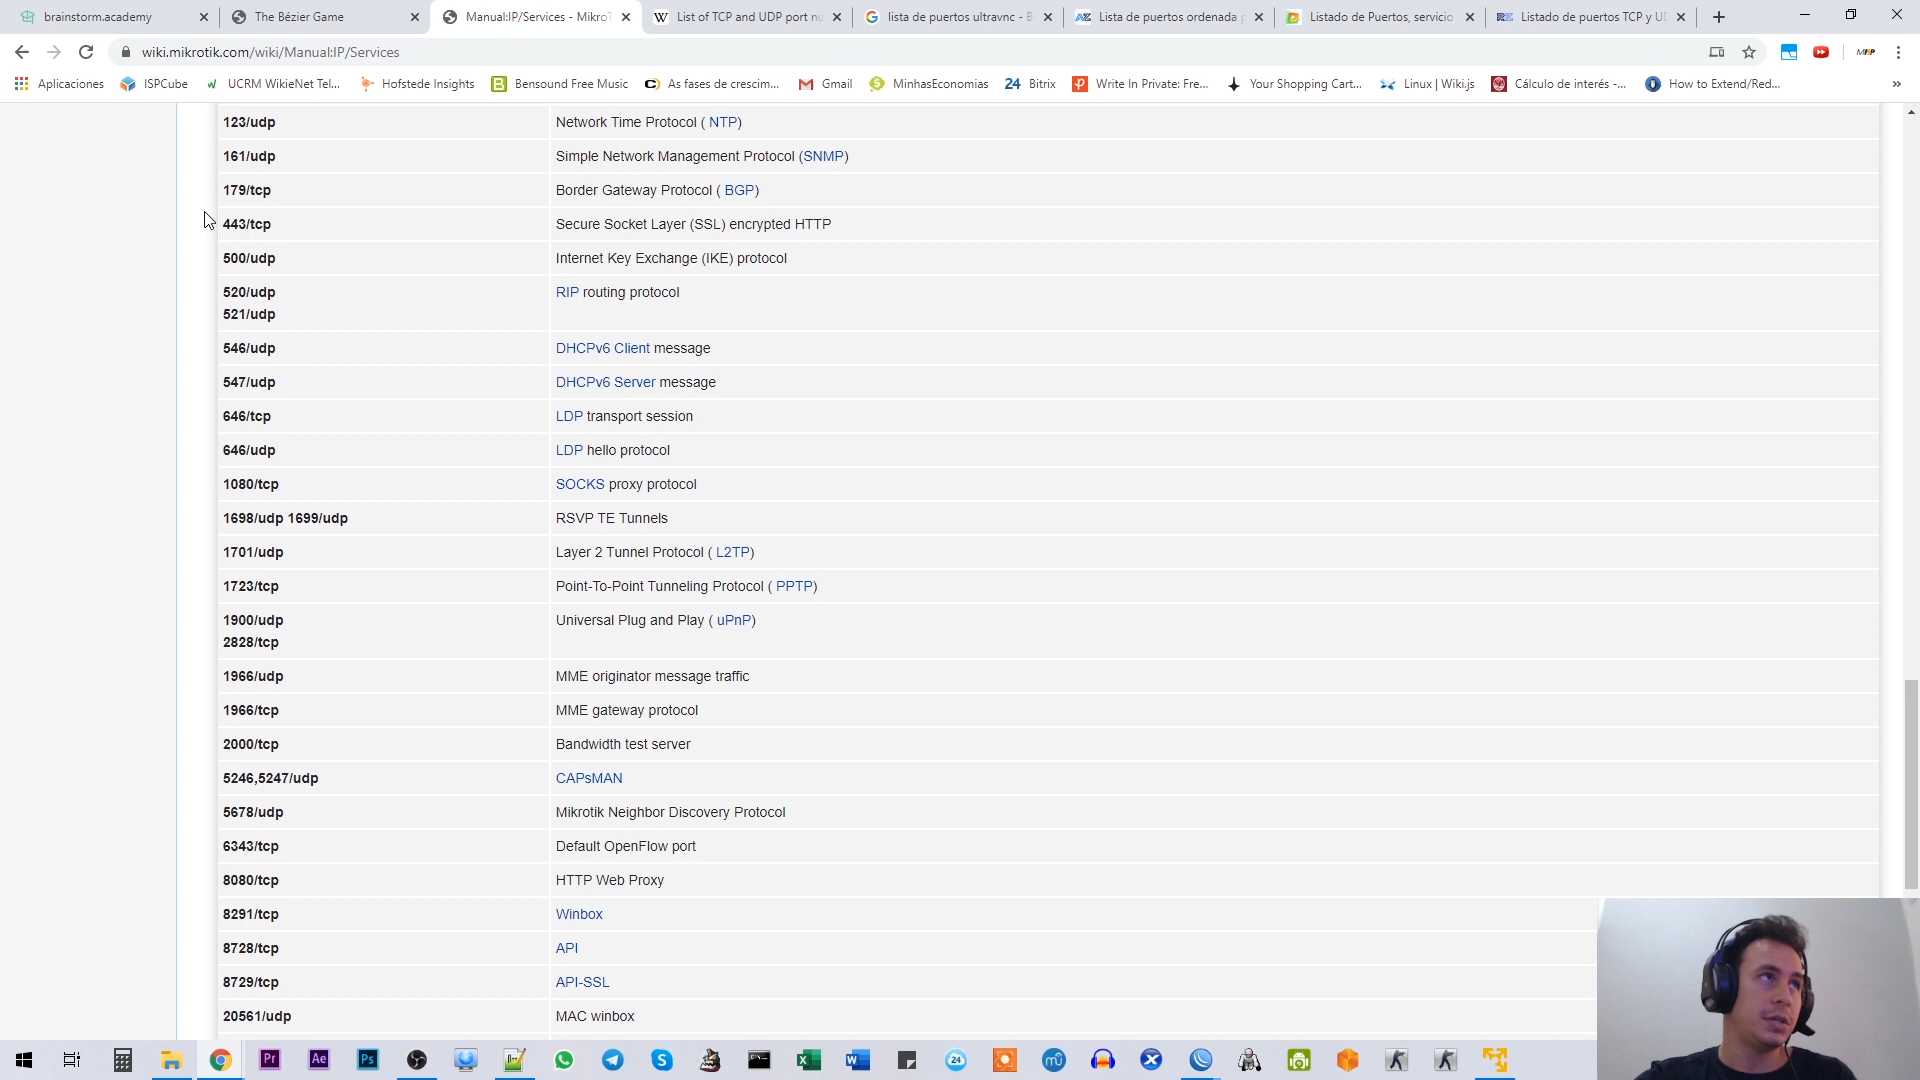 brainstorm.academy
The Bézier Game
Manual:IP/Services - MikroT
List of TCP and UDP port nu
lista de puertos ultravnc - B
Lista de puertos ordenada p
Listado de Puertos, servicio
Listado de puertos TCP y UD
wiki.mikrotik.com/wiki/Manual:IP/Services
Aplicaciones
ISPCube
UCRM WikieNet Tel...
Hofstede Insights
Bensound Free Music
As fases de crescim...
Gmail
MinhasEconomias
24 Bitrix
Write In Private: Fre...
Your Shopping Cart...
Linux | Wiki.js
Cálculo de interés -...
How to Extend/Red...
123/udp Network Time Protocol ( NTP)
161/udp Simple Network Management Protocol (SNMP)
179/tcp Border Gateway Protocol ( BGP)
443/tcp Secure Socket Layer (SSL) encrypted HTTP
500/udp Internet Key Exchange (IKE) protocol
520/udp RIP routing protocol
521/udp
546/udp DHCPv6 Client message
547/udp DHCPv6 Server message
646/tcp LDP transport session
646/udp LDP hello protocol
1080/tcp SOCKS proxy protocol
1698/udp 1699/udp RSVP TE Tunnels
1701/udp Layer 2 Tunnel Protocol ( L2TP)
1723/tcp Point-To-Point Tunneling Protocol ( PPTP)
1900/udp Universal Plug and Play ( uPnP)
2828/tcp
1966/udp MME originator message traffic
1966/tcp MME gateway protocol
2000/tcp Bandwidth test server
5246,5247/udp CAPsMAN
5678/udp Mikrotik Neighbor Discovery Protocol
6343/tcp Default OpenFlow port
8080/tcp HTTP Web Proxy
8291/tcp Winbox
8728/tcp API
8729/tcp API-SSL
20561/udp MAC winbox
Pr
Ae
Ps
24